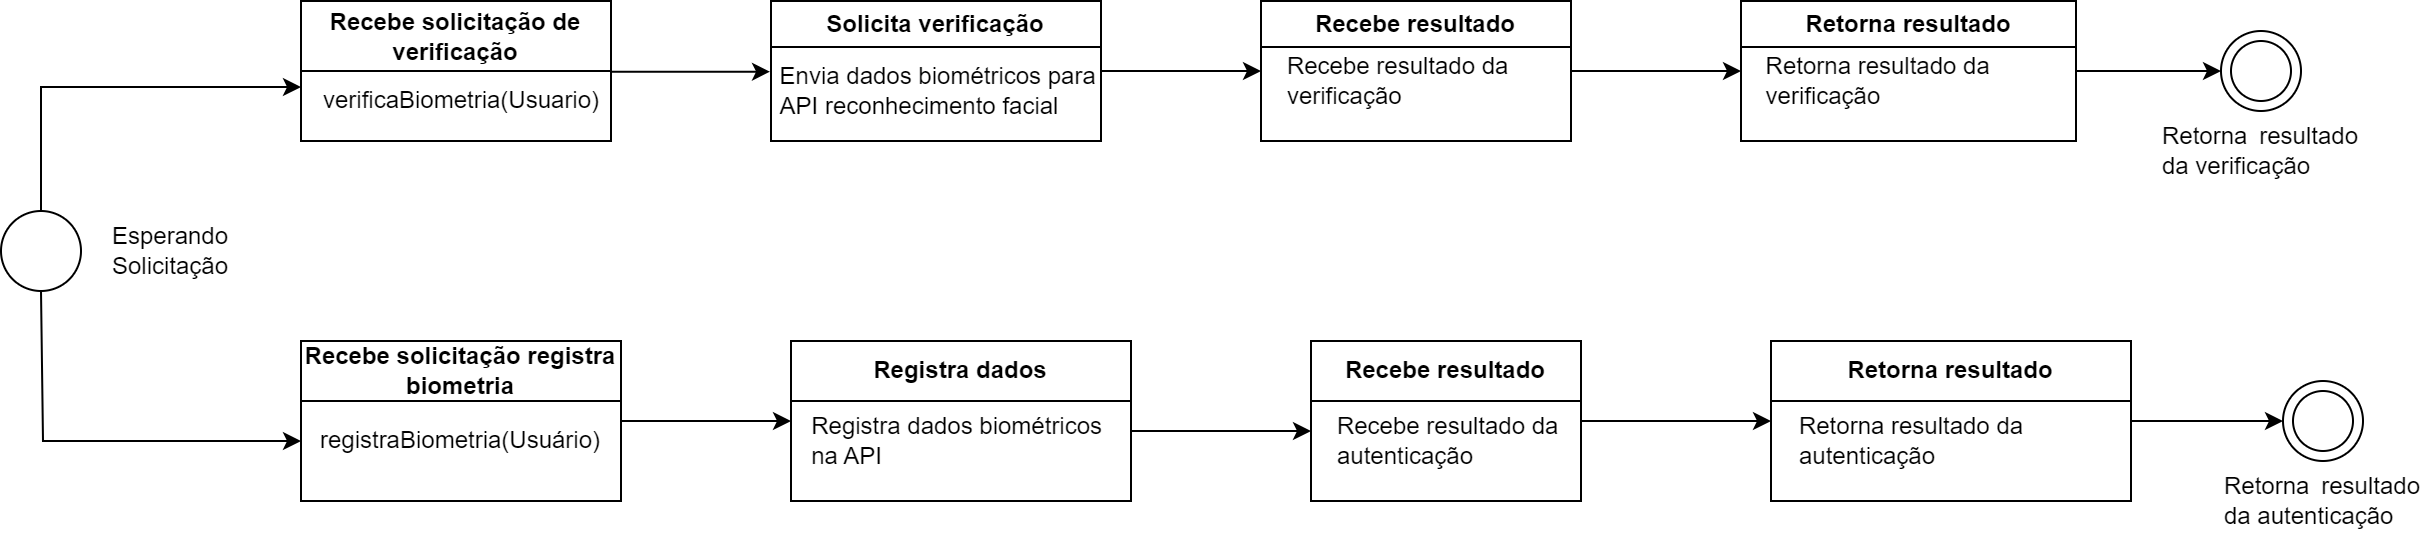 Recebe solicitação de
verificação
verificaBiometria(Usuario)
Solicita verificação
Envia dados biométricos para
API reconhecimento facial
Recebe resultado
Recebe resultado da
verificação
Retorna resultado
Retorna resultado da
verificação
Retorna resultado
da verificação
Esperando
Solicitação
Recebe solicitação registra
biometria
registraBiometria(Usuário)
Registra dados
Registra dados biométricos
na API
Recebe resultado
Recebe resultado da
autenticação
Retorna resultado
Retorna resultado da
autenticação
Retorna resultado
da autenticação